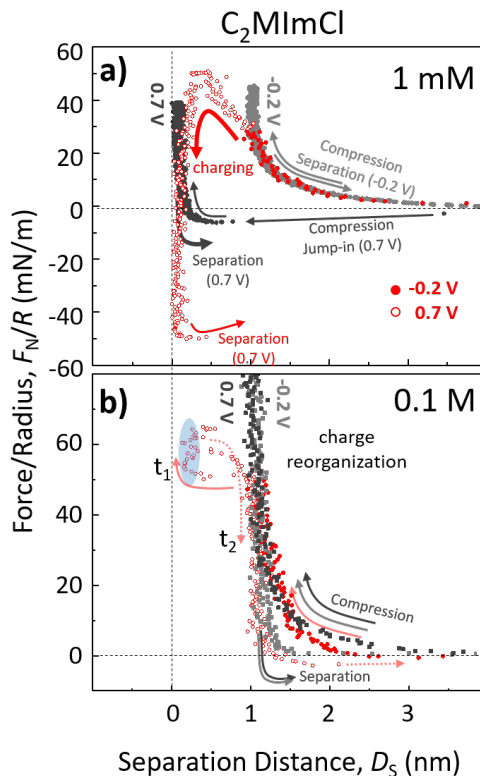 C₂MImCl
a)
1 mM
60
40
20
0
-20
-40
-60
0.7 V
-0.2 V
charging
Compression
Separation (-0.2 V)
Compression
Jump-in (0.7 V)
Separation
(0.7 V)
-0.2 V
0.7 V
Separation
(0.7 V)
Force/Radius, F_N/R (mN/m)
b)
0.1 M
80
60
40
20
0
0.7 V
-0.2 V
charge
reorganization
t₁
t₂
Compression
Separation
0 1 2 3
Separation Distance, D_S (nm)